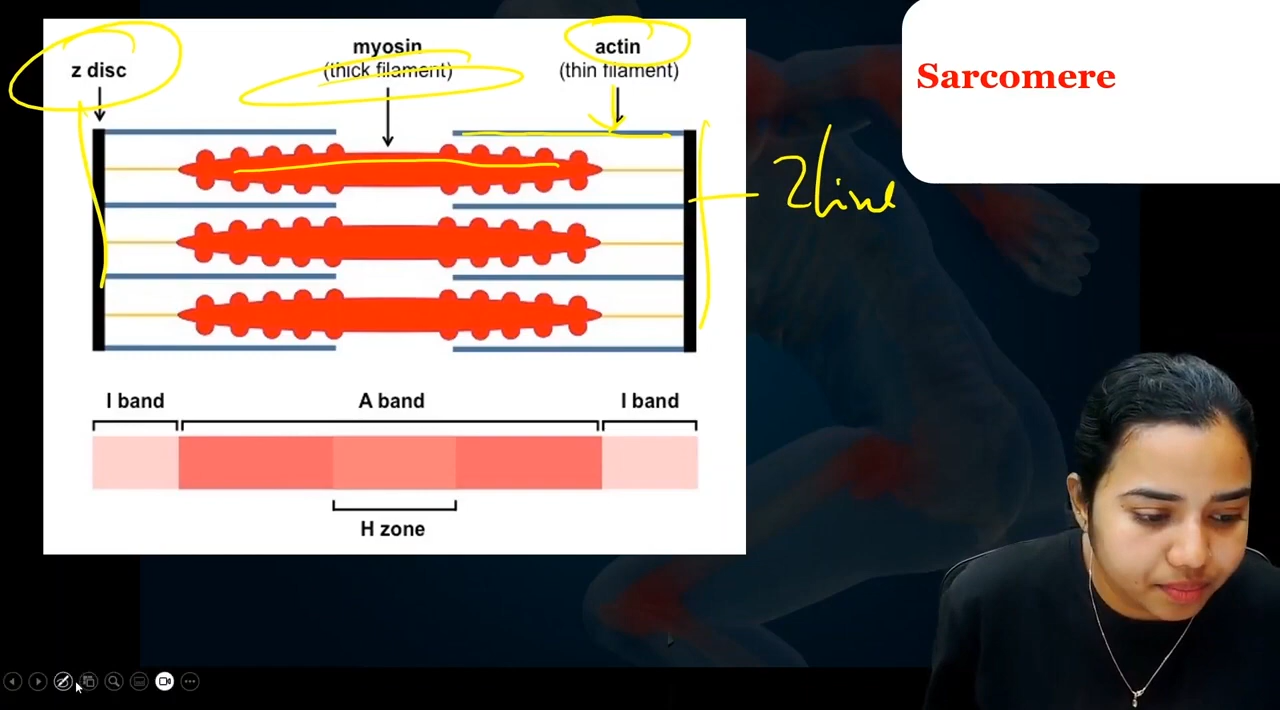 Sarcomere
z disc
myosin
(thick filament)
actin
(thin filament)
Z line
I band
A band
I band
H zone